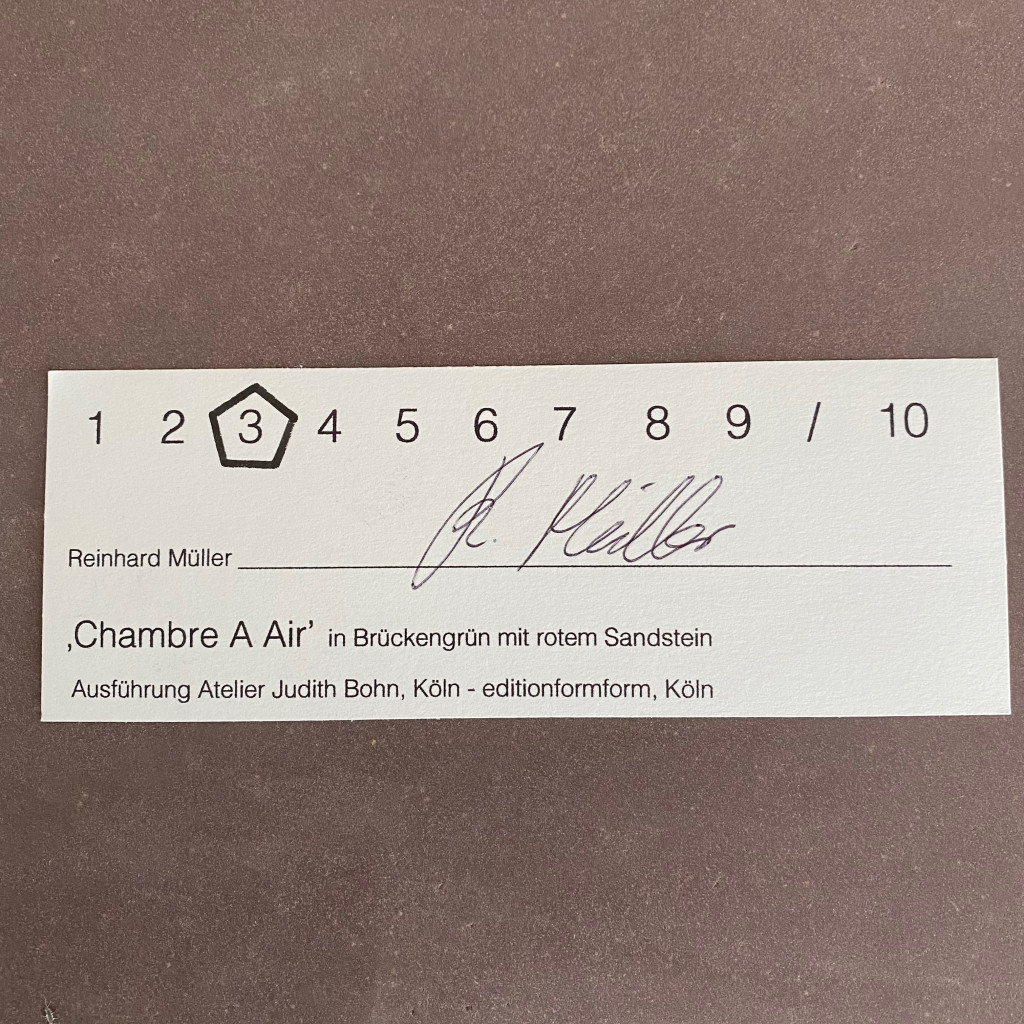 1 2 3 4 5 6 7 8 9 / 10
R. Müller
Reinhard Müller
‚Chambre A Air’ in Brückengrün mit rotem Sandstein
Ausführung Atelier Judith Bohn, Köln - editionformform, Köln